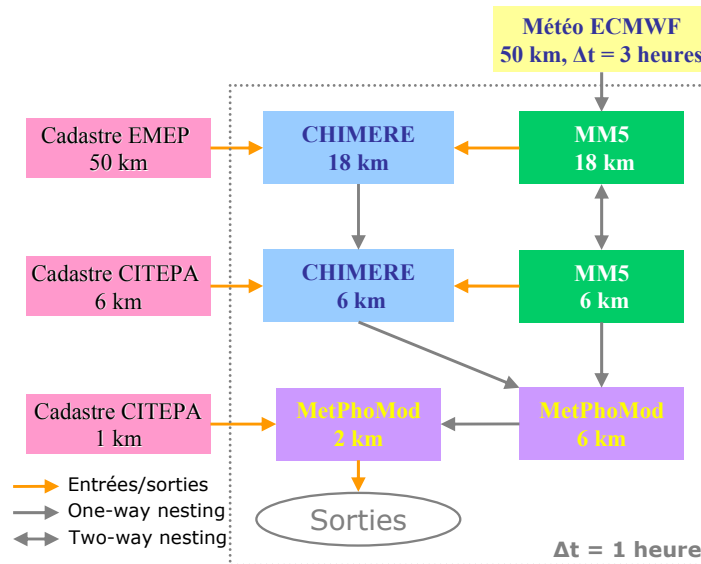 Météo ECMWF
50 km, Δt = 3 heures
Cadastre EMEP
50 km
CHIMERE
18 km
MM5
18 km
Cadastre CITEPA
6 km
CHIMERE
6 km
MM5
6 km
Cadastre CITEPA
1 km
MetPhoMod
2 km
MetPhoMod
6 km
Entrées/sorties
One-way nesting
Two-way nesting
Sorties
Δt = 1 heure